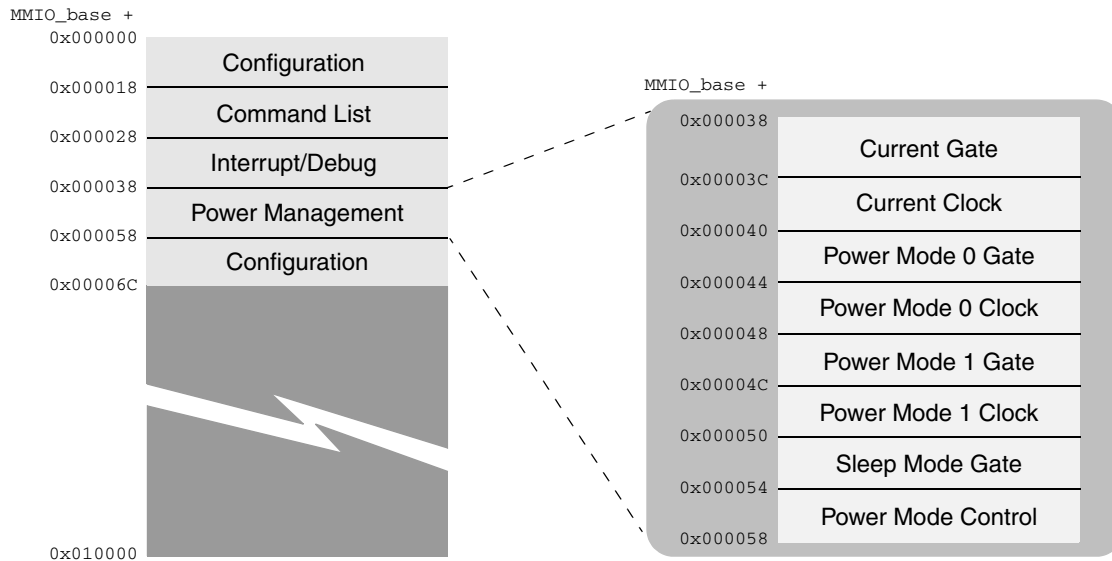 MMIO_base +
0x000000
Configuration
0x000018
Command List
0x000028
Interrupt/Debug
0x000038
Power Management
0x000058
Configuration
0x00006C
0x010000
MMIO_base +
0x000038
Current Gate
0x00003C
Current Clock
0x000040
Power Mode 0 Gate
0x000044
Power Mode 0 Clock
0x000048
Power Mode 1 Gate
0x00004C
Power Mode 1 Clock
0x000050
Sleep Mode Gate
0x000054
Power Mode Control
0x000058